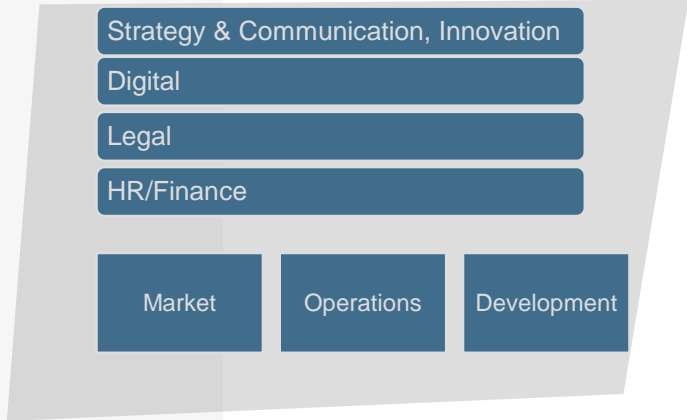 Strategy & Communication, Innovation
Digital
Legal
HR/Finance
Market
Operations
Development